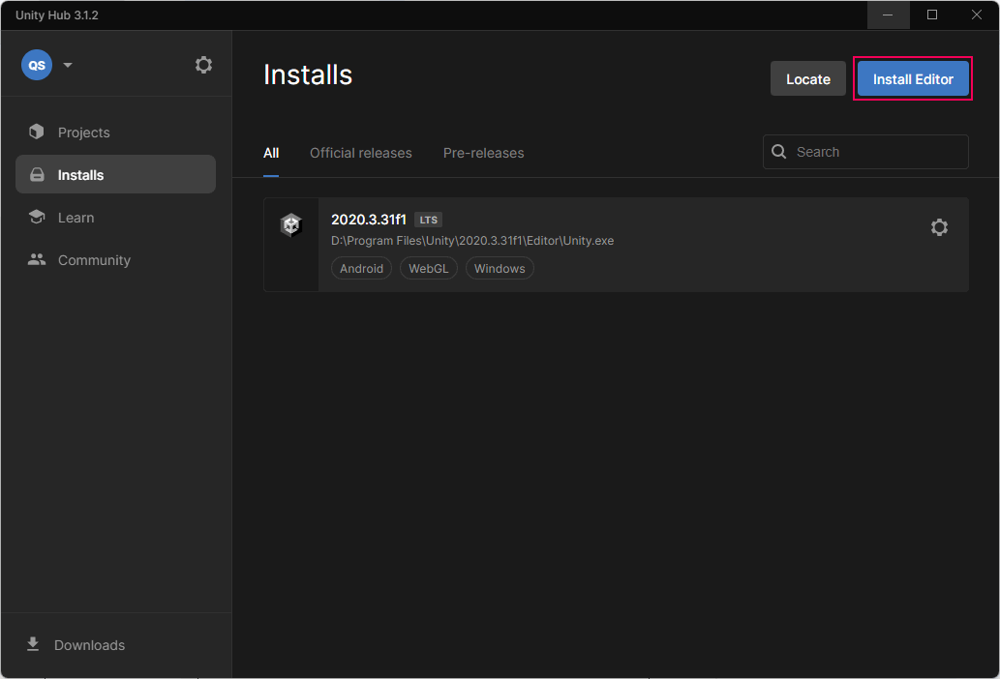 Unity Hub 3.1.2
QS
Projects
Installs
Learn
Community
Downloads
Installs
Locate
Install Editor
All
Official releases
Pre-releases
Search
2020.3.31f1 LTS
D:\Program Files\Unity\2020.3.31f1\Editor\Unity.exe
Android WebGL Windows